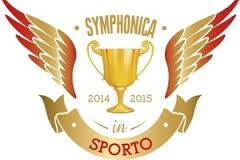 • SYMPHONICA •
2014 2015
in
SPORTO